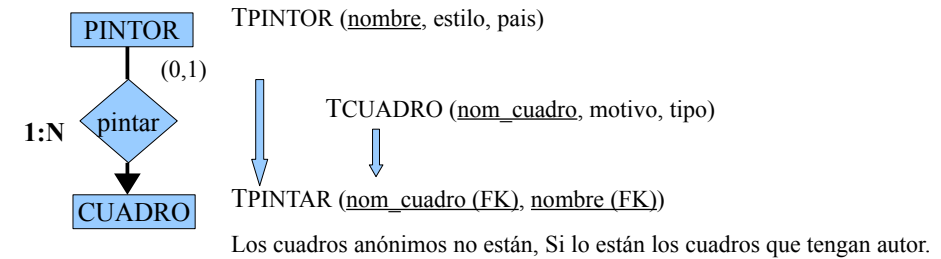 PINTOR
TPINTOR (nombre, estilo, pais)
(0,1)
pintar
1:N
TCUADRO (nom_cuadro, motivo, tipo)
CUADRO
TPINTAR (nom_cuadro (FK), nombre (FK))
Los cuadros anónimos no están, Si lo están los cuadros que tengan autor.